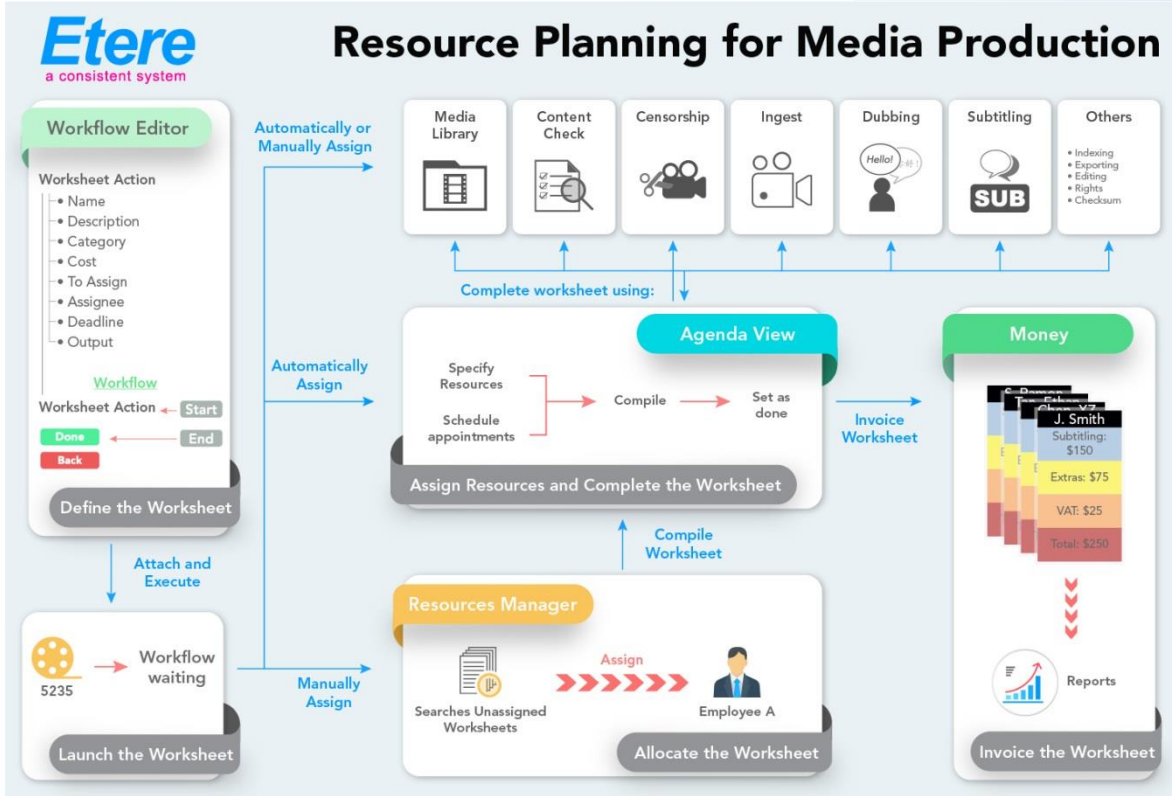 Etere
a consistent system
Resource Planning for Media Production
Workflow Editor
Worksheet Action
• Name
• Description
• Category
• Cost
• To Assign
• Assignee
• Deadline
• Output
Workflow
Worksheet Action
Start
Done
End
Back
Define the Worksheet
Attach and
Execute
5235
Workflow
waiting
Launch the Worksheet
Automatically or
Manually Assign
Automatically
Assign
Manually
Assign
Media
Library
Content
Check
Censorship
Ingest
Dubbing
Hello!
Subtitling
SUB
Others
• Indexing
• Exporting
• Editing
• Rights
• Checksum
Complete worksheet using:
Agenda View
Specify
Resources
Schedule
appointments
Compile
Set as
done
Assign Resources and Complete the Worksheet
Invoice
Worksheet
Compile
Worksheet
Resources Manager
Searches Unassigned
Worksheets
Assign
Employee A
Allocate the Worksheet
Money
J. Smith
Subtitling:
$150
Extras: $75
VAT: $25
Total: $250
Reports
Invoice the Worksheet